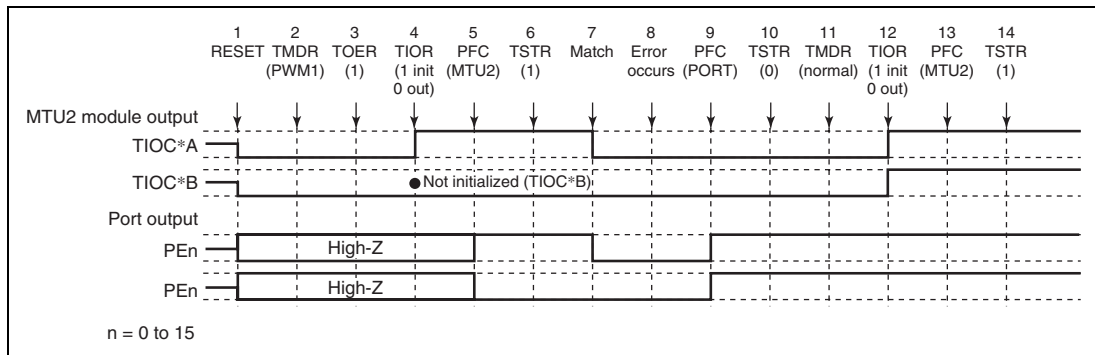 1 2 3 4 5 6 7 8 9 10 11 12 13 14
RESET TMDR TOER TIOR PFC TSTR Match Error PFC TSTR TMDR TIOR PFC TSTR
(PWM1) (1) (1 init (MTU2) (1) occurs (PORT) (0) (normal) (1 init (MTU2) (1)
0 out) 0 out)
MTU2 module output
TIOC*A
TIOC*B Not initialized (TIOC*B)
Port output
PEn High-Z
PEn High-Z
n = 0 to 15